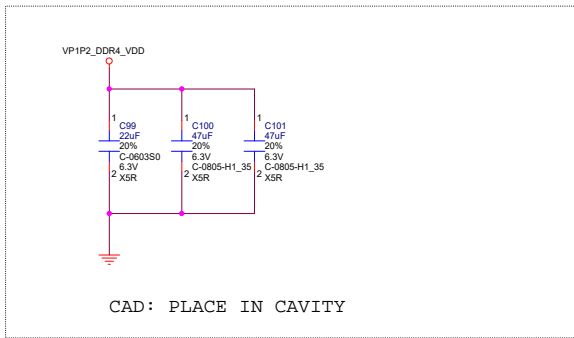 VP1P2_DDR4_VDD
1
C99
22uF
20%
C-0603S0
6.3V
2
X5R
1
C100
47uF
20%
6.3V
C-0805-H1_35
2
X5R
1
C101
47uF
20%
6.3V
C-0805-H1_35
2
X5R
CAD: PLACE IN CAVITY